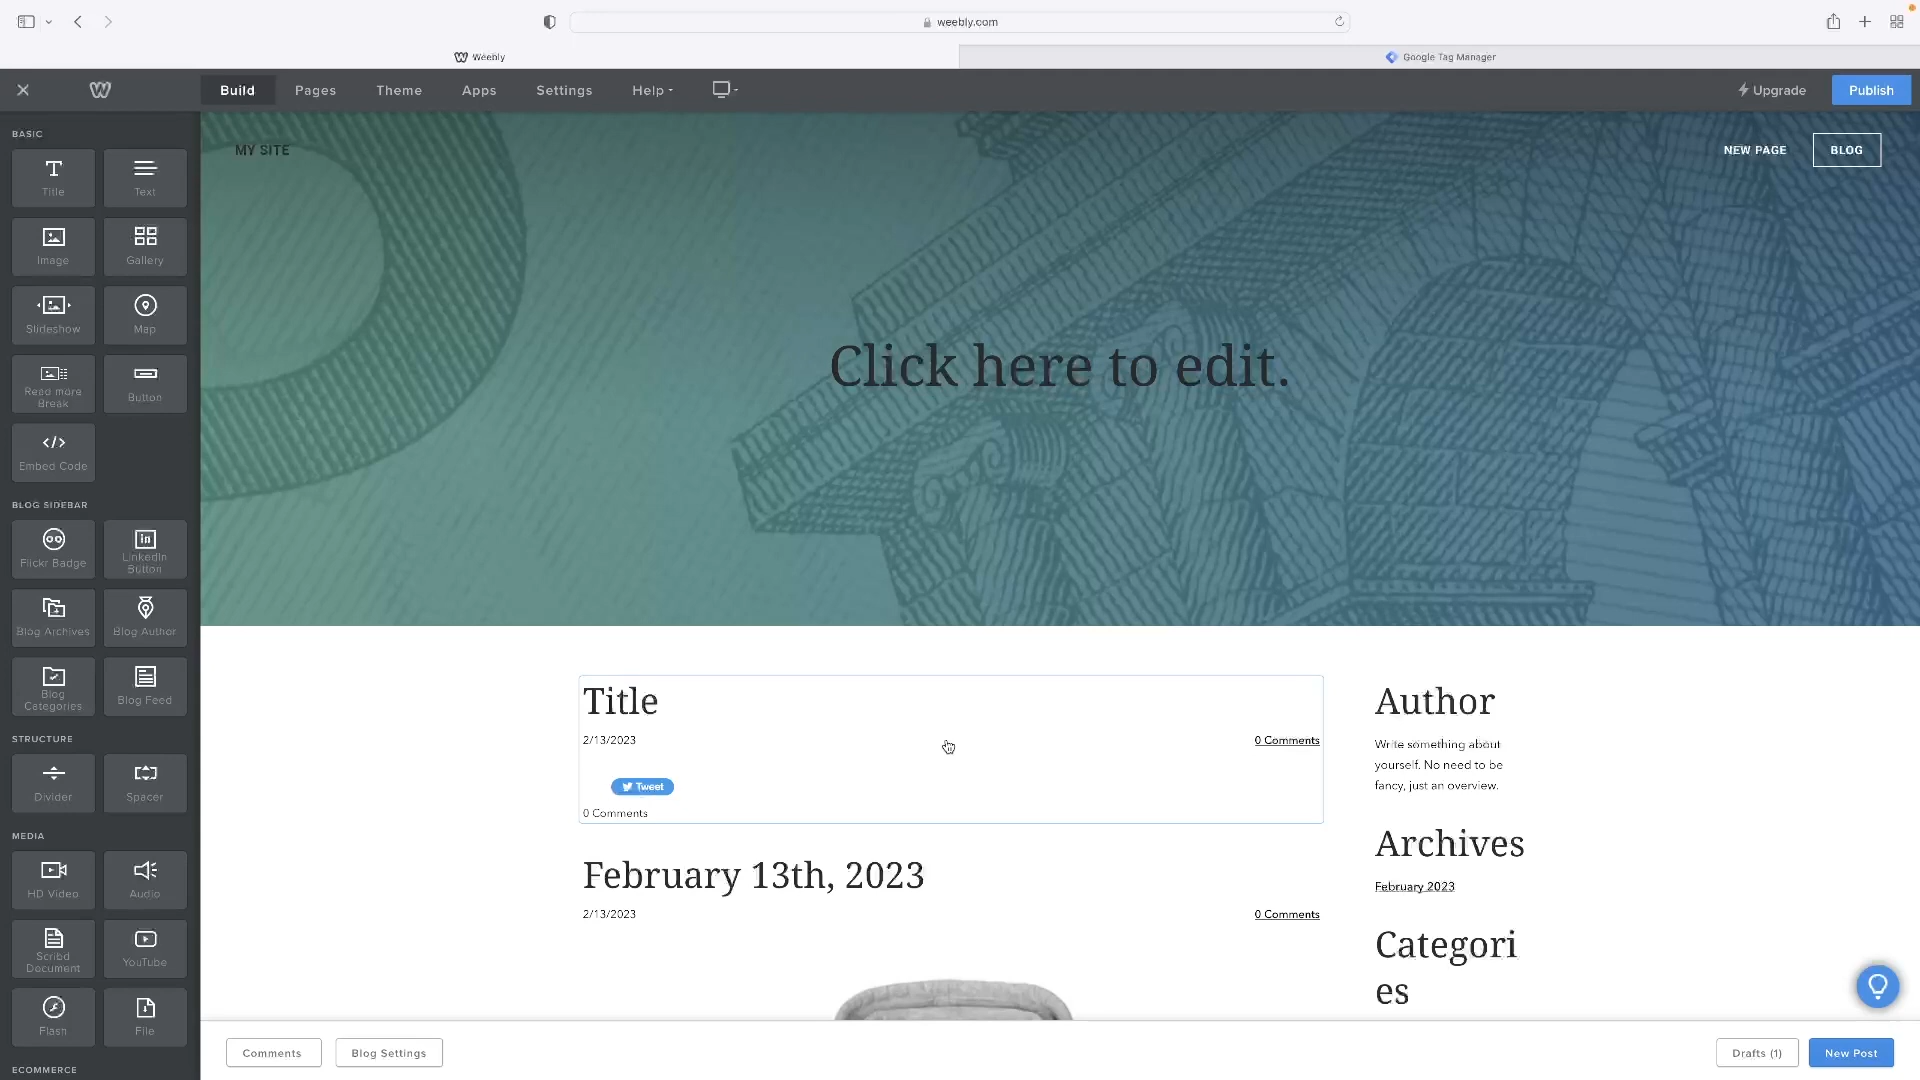 weebly.com
Weebly
Google Tag Manager
Build
Pages
Theme
Apps
Settings
Help
Upgrade
Publish
BASIC
Title
Text
Image
Gallery
Slideshow
Map
Read more
Break
Button
Embed Code
BLOG SIDEBAR
Flickr Badge
LinkedIn
Button
Blog Archives
Blog Author
Blog
Categories
Blog Feed
STRUCTURE
Divider
Spacer
MEDIA
HD Video
Audio
Scribd
Document
YouTube
Flash
File
ECOMMERCE
MY SITE
NEW PAGE
BLOG
Click here to edit.
Title
2/13/2023
0 Comments
Tweet
0 Comments
February 13th, 2023
2/13/2023
0 Comments
Author
Write something about
yourself. No need to be
fancy, just an overview.
Archives
February 2023
Categori
es
Comments
Blog Settings
Drafts (1)
New Post